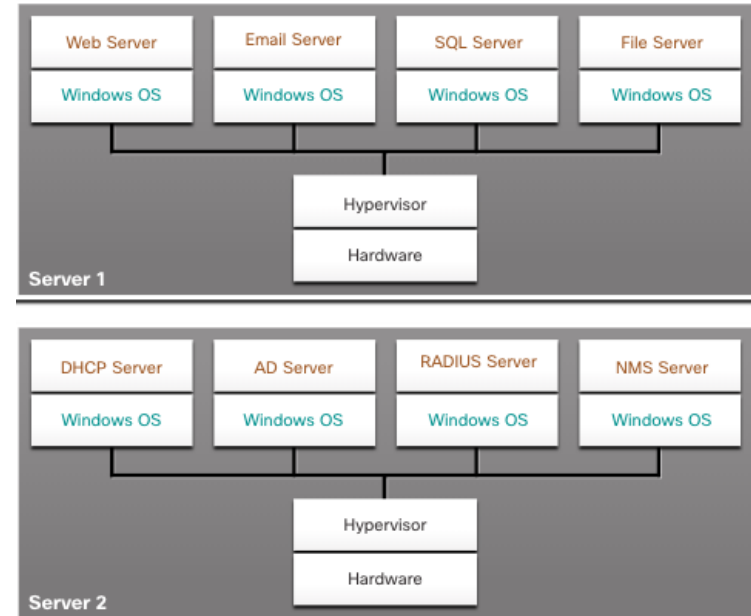 Web Server
Email Server
SQL Server
File Server
Windows OS
Windows OS
Windows OS
Windows OS
Hypervisor
Hardware
Server 1
DHCP Server
AD Server
RADIUS Server
NMS Server
Windows OS
Windows OS
Windows OS
Windows OS
Hypervisor
Hardware
Server 2